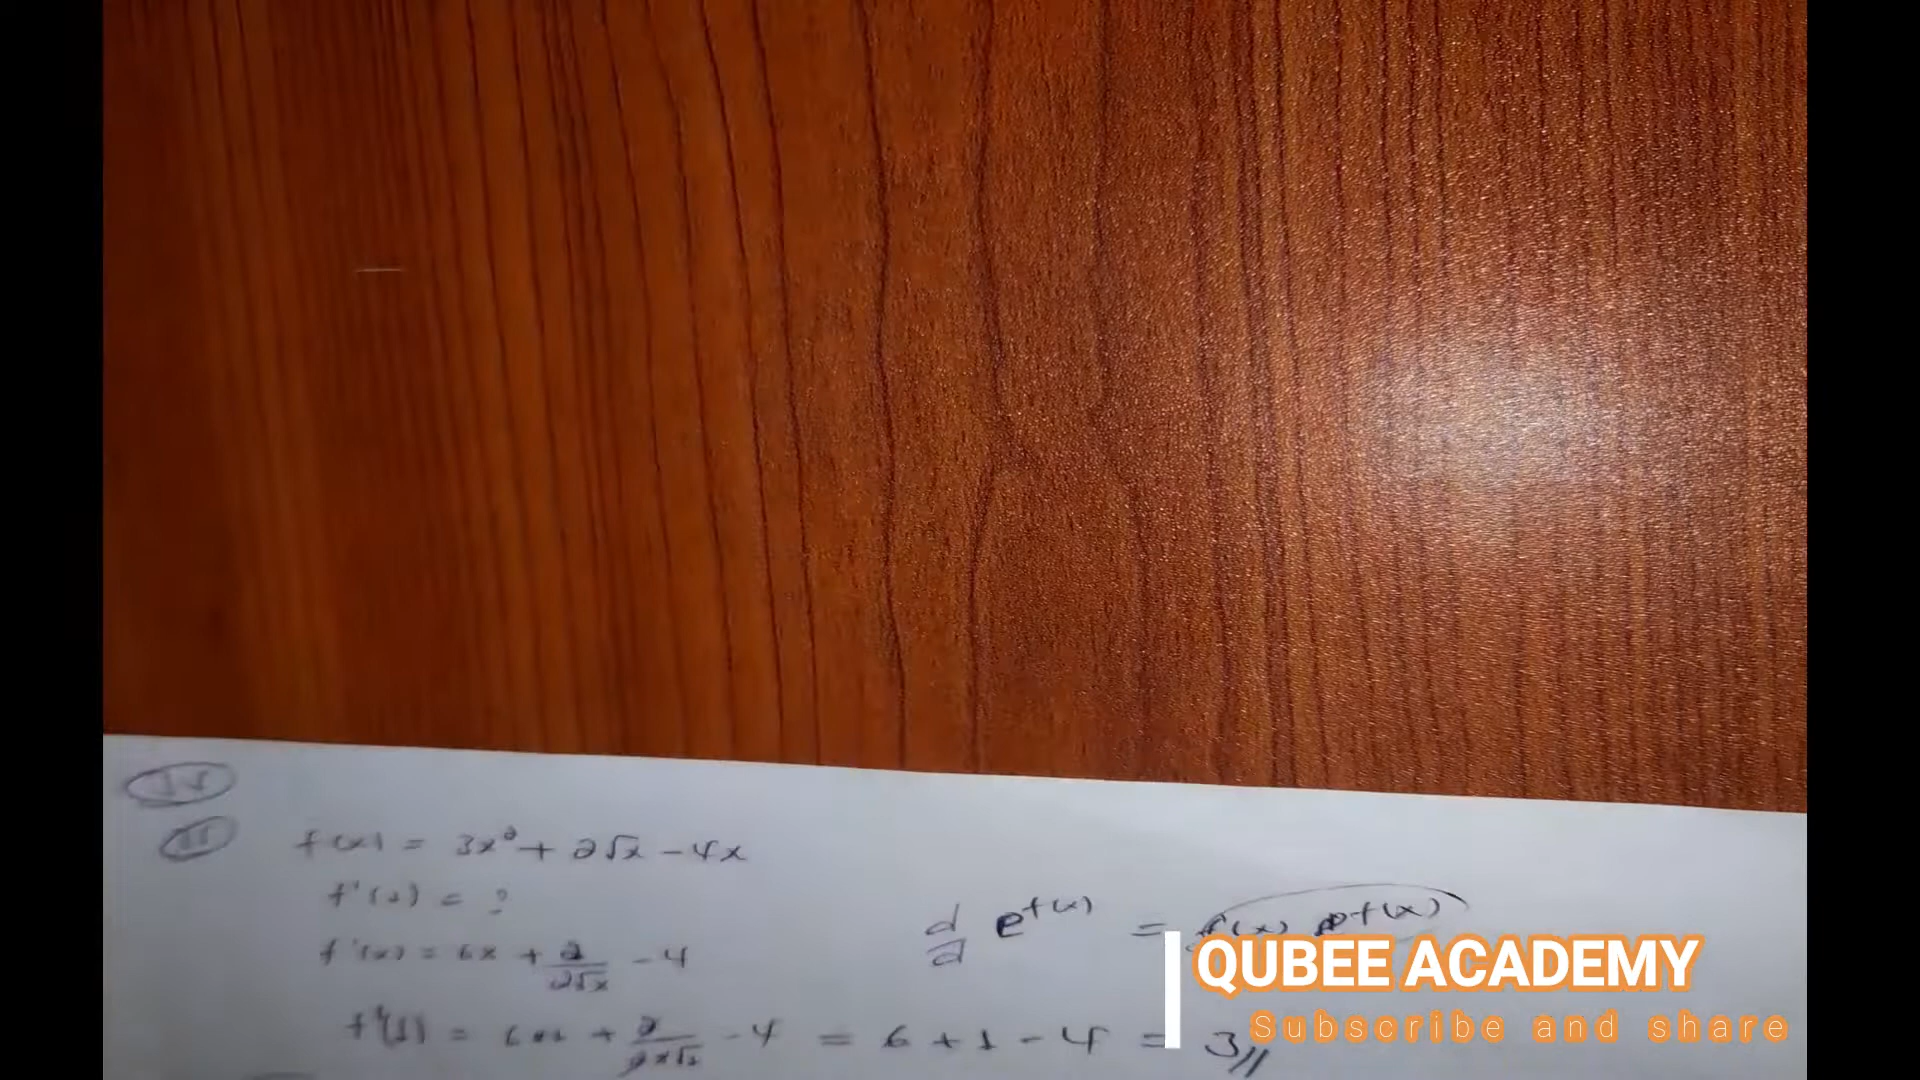 f(x) = 3x² + 2√x - 4x
f'(1) = ?
f'(x) = 6x + 2/2√x - 4
d/d e^f(x) = f'(x) e^f(x)
f'(1) = 6×1 + 2/2×√1 - 4 = 6 + 1 - 4 = 3//
QUBEE ACADEMY
Subscribe and share